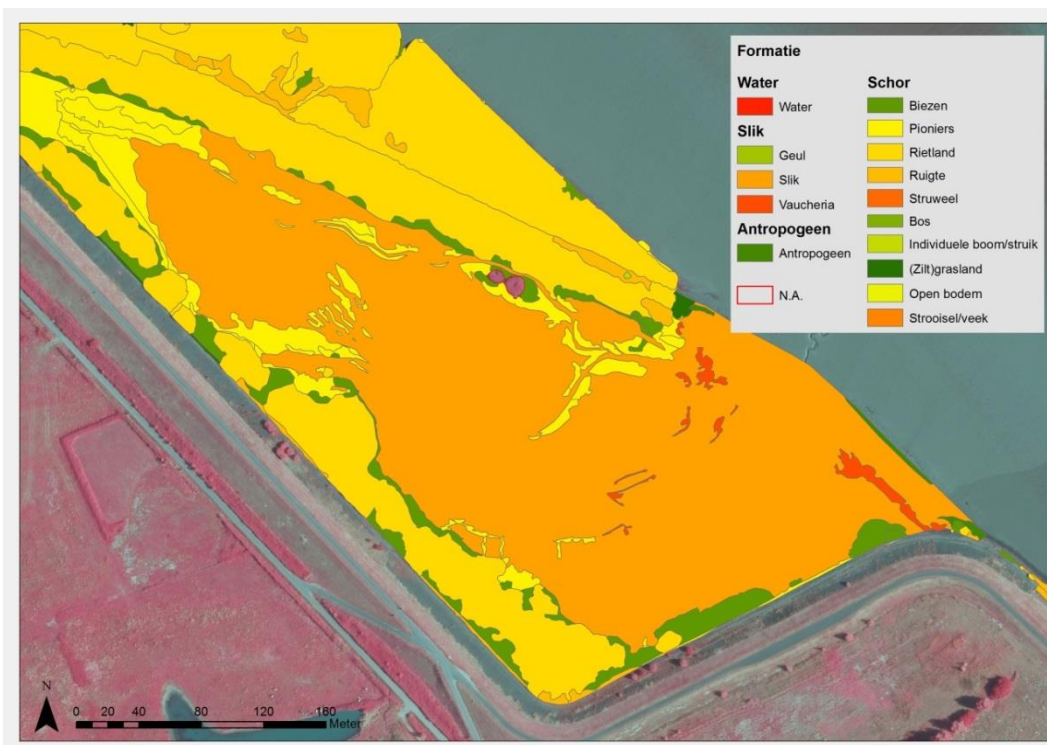 Formatie
Water
Water
Slik
Geul
Slik
Vaucheria
Antropogeen
Antropogeen
N.A.
Schor
Biezen
Pioniers
Rietland
Ruigte
Struweel
Bos
Individuele boom/struik
(Zilt)grasland
Open bodem
Strooisel/veek
N
0 10 20 40 80 120 160
Meter